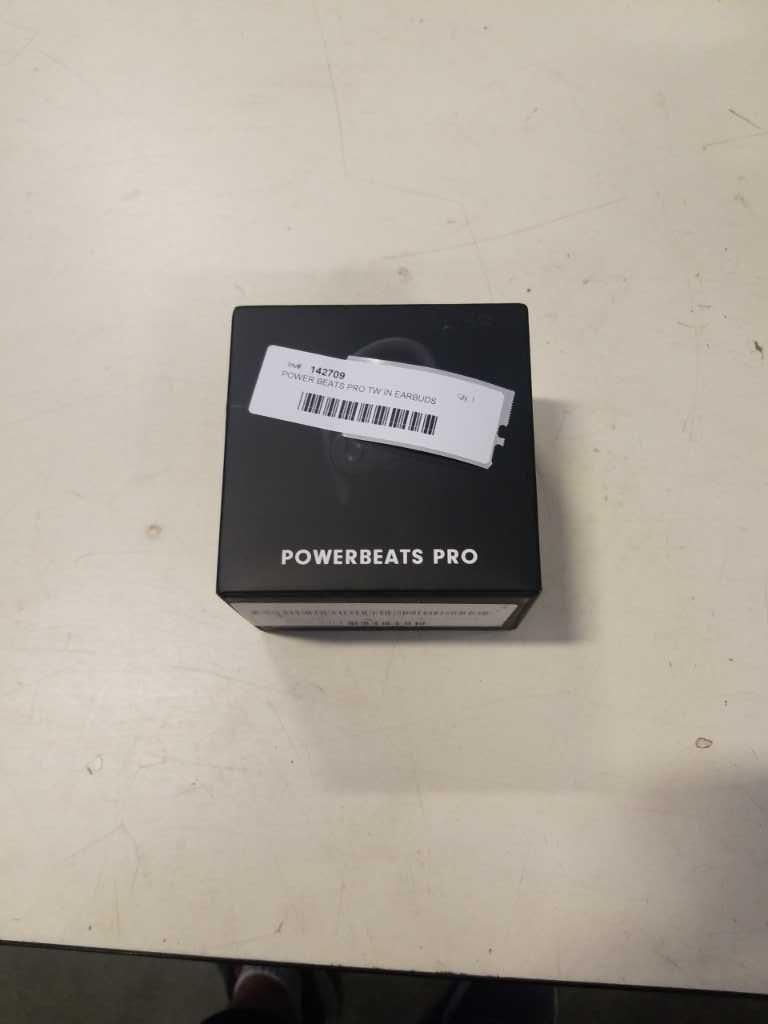 Inv#: 142709
POWER BEATS PRO TW IN EARBUDS
Qty: 1
POWERBEATS PRO